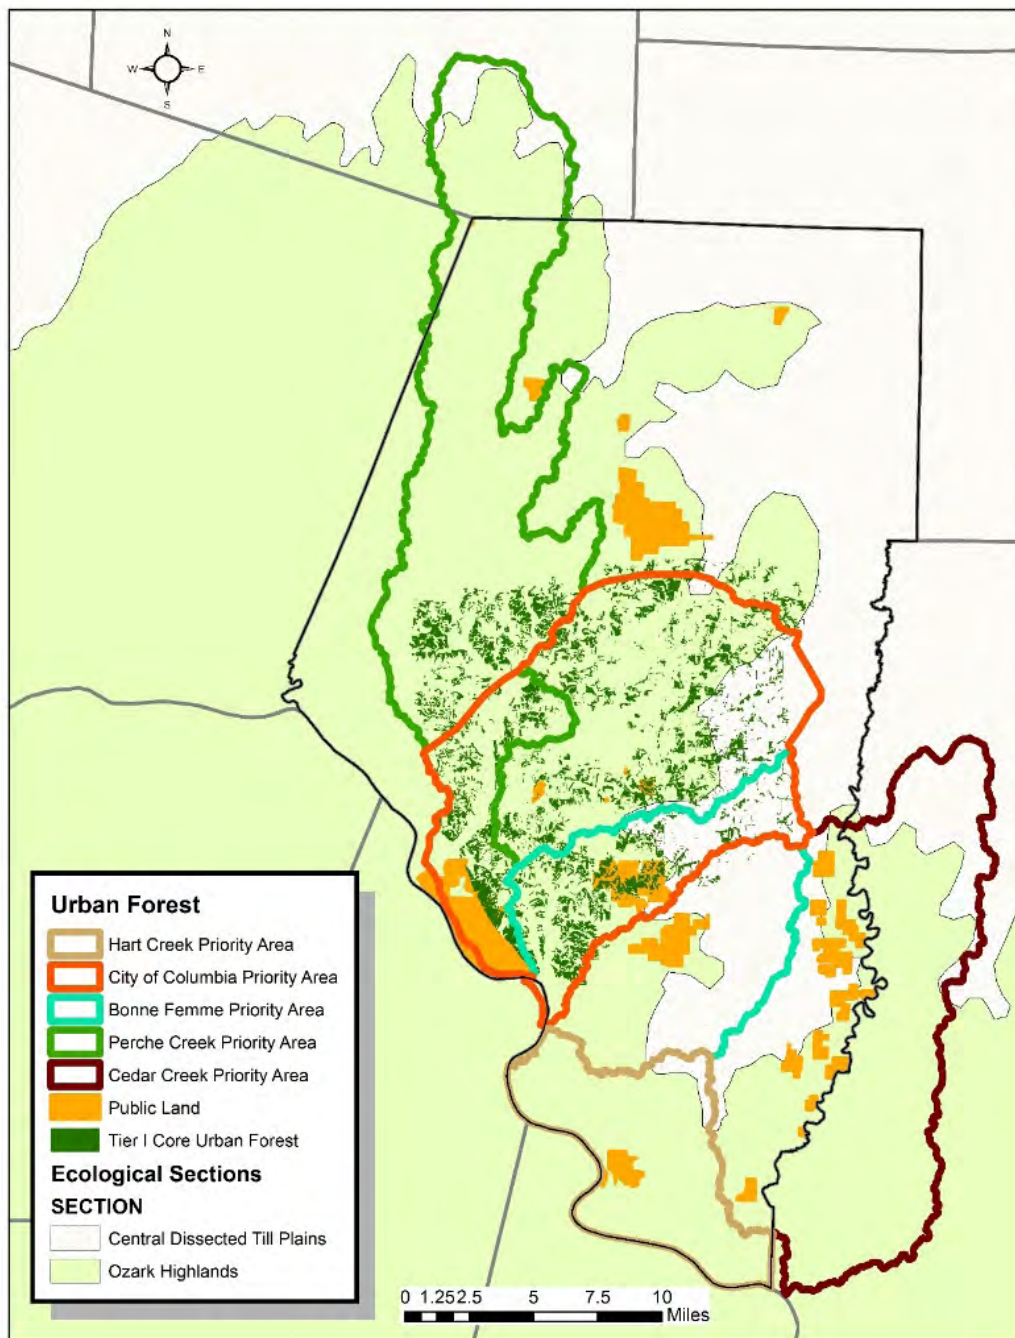 N
W E
S
Urban Forest
Hart Creek Priority Area
City of Columbia Priority Area
Bonne Femme Priority Area
Perche Creek Priority Area
Cedar Creek Priority Area
Public Land
Tier I Core Urban Forest
Ecological Sections
SECTION
Central Dissected Till Plains
Ozark Highlands
0 1.25 2.5 5 7.5 10
Miles